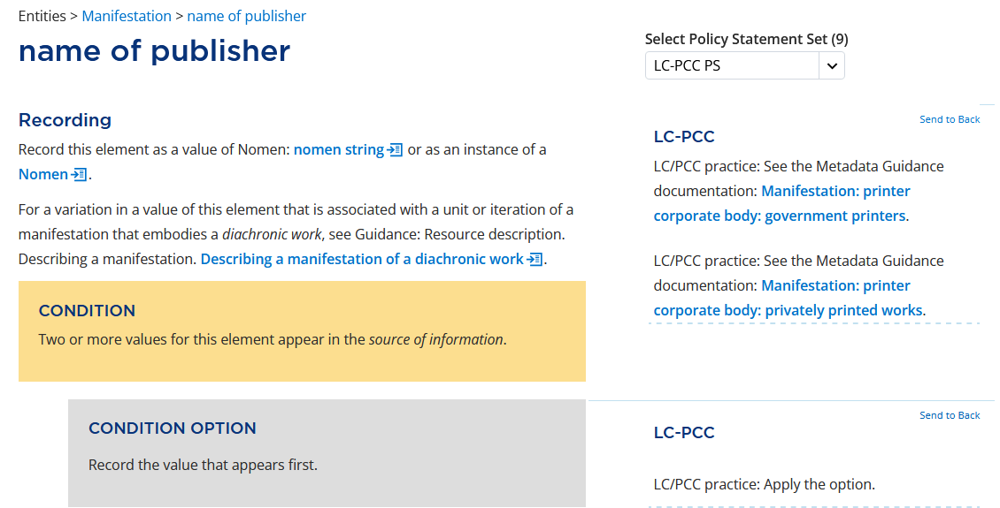 Entities > Manifestation > name of publisher
name of publisher
Select Policy Statement Set (9)
LC-PCC PS
Recording
Record this element as a value of Nomen: nomen string or as an instance of a
Nomen.
For a variation in a value of this element that is associated with a unit or iteration of a
manifestation that embodies a diachronic work, see Guidance: Resource description.
Describing a manifestation. Describing a manifestation of a diachronic work.
CONDITION
Two or more values for this element appear in the source of information.
CONDITION OPTION
Record the value that appears first.
Send to Back
LC-PCC
LC/PCC practice: See the Metadata Guidance
documentation: Manifestation: printer
corporate body: government printers.
LC/PCC practice: See the Metadata Guidance
documentation: Manifestation: printer
corporate body: privately printed works.
Send to Back
LC-PCC
LC/PCC practice: Apply the option.